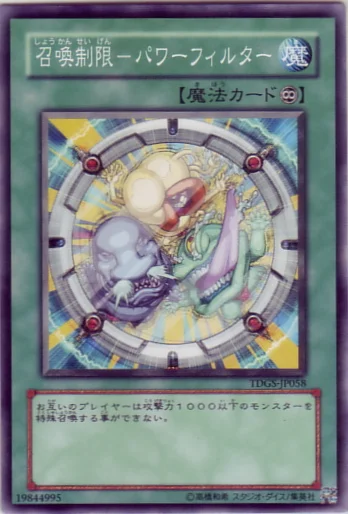 しょうかんせいげん
召喚制限－パワーフィルター 魔
まほう
【魔法カード】
TDGS-JP058
お互いのプレイヤーは攻撃力１０００以下のモンスターを
特殊召喚する事ができない。
19844995
©高橋和希 スタジオ・ダイス/集英社